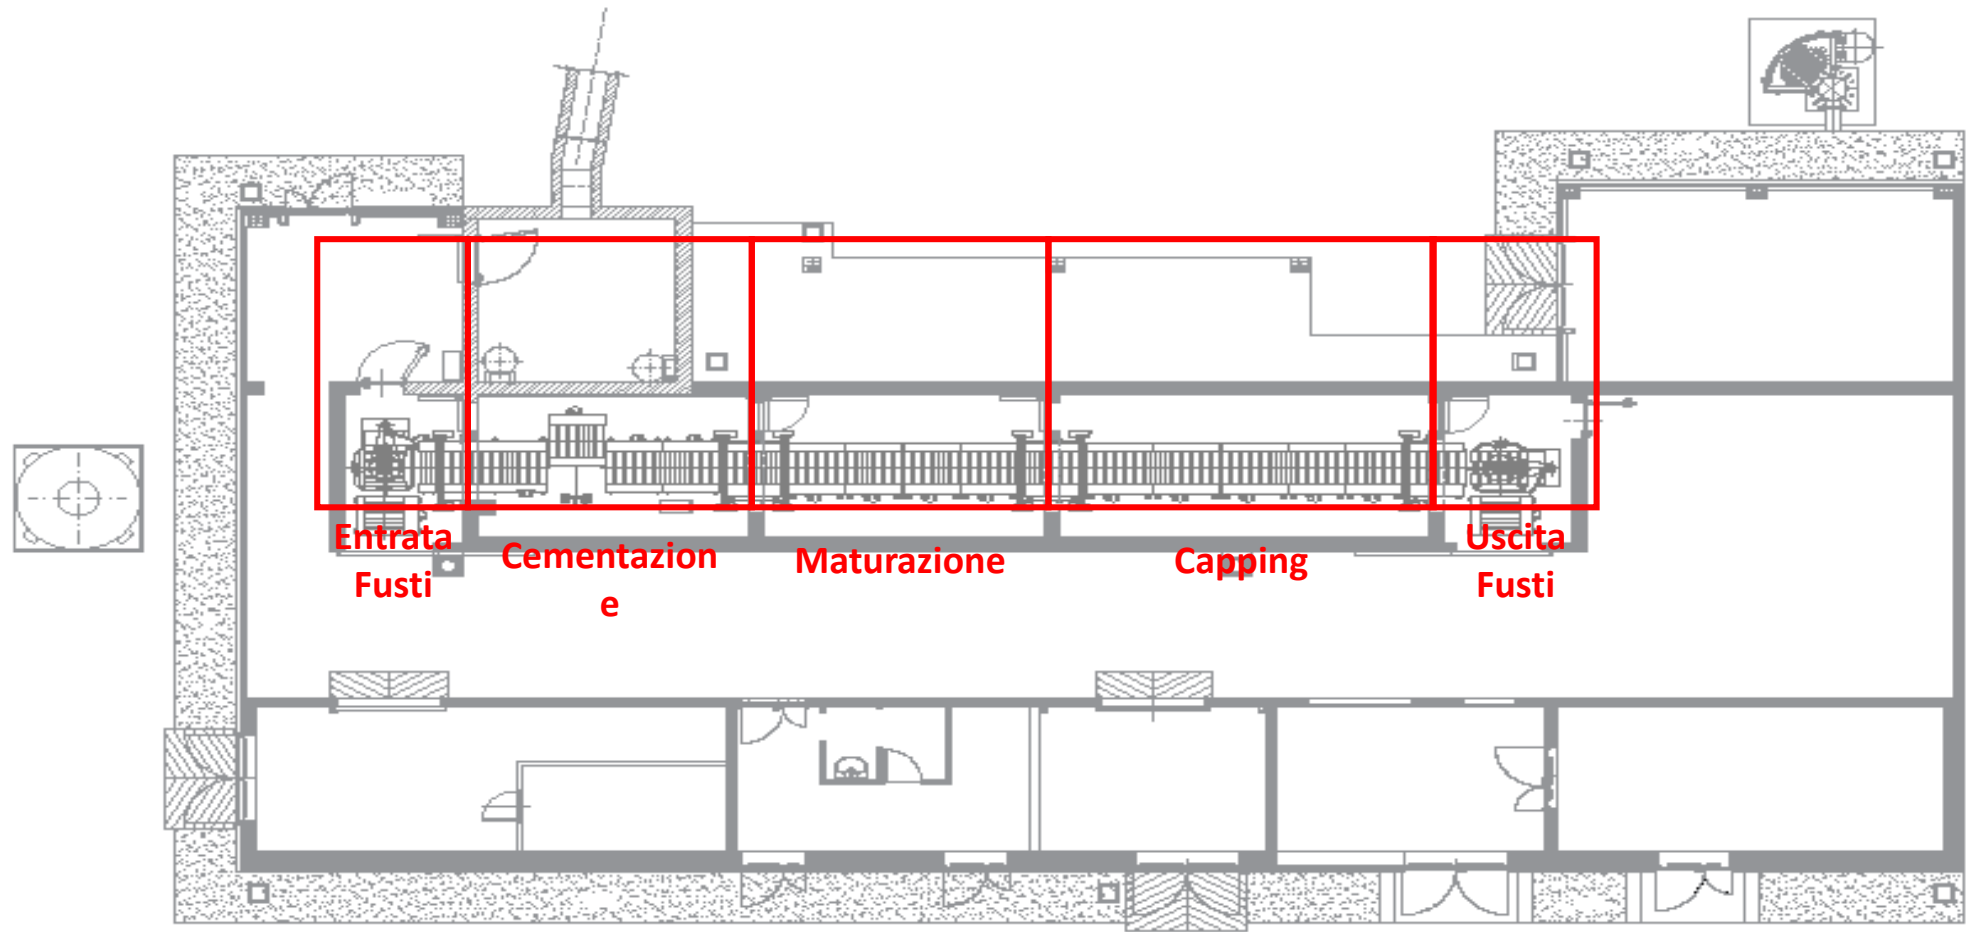 Entrata
Fusti
Cementazion
e
Maturazione
Capping
Uscita
Fusti